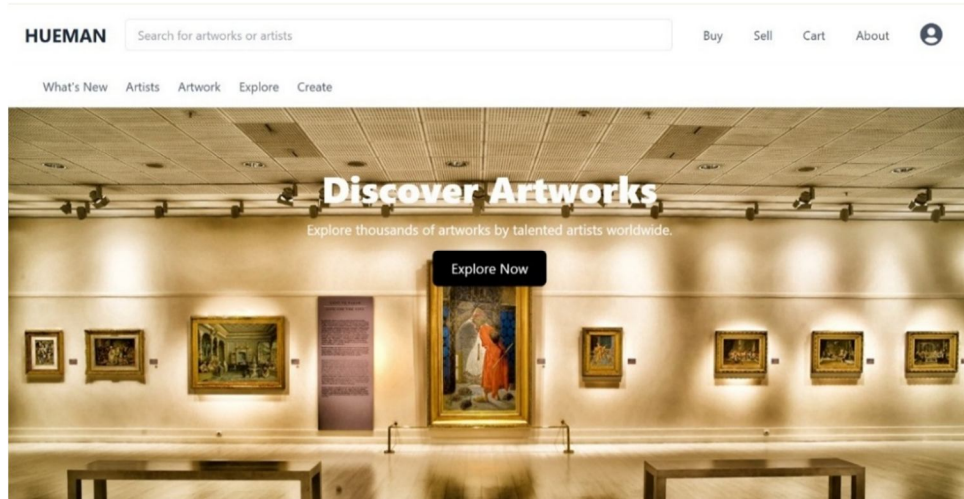 HUEMAN
Search for artworks or artists
Buy Sell Cart About
What's New Artists Artwork Explore Create
Discover Artworks
Explore thousands of artworks by talented artists worldwide.
Explore Now